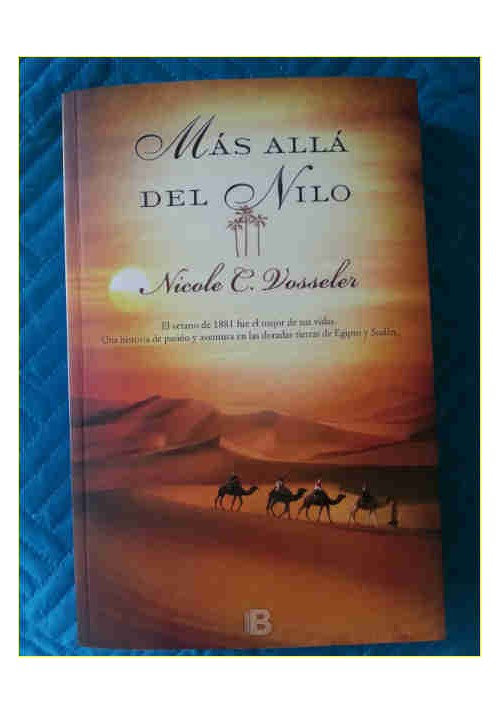 MÁS ALLÁ
DEL NILO
Nicole C. Vosseler
El verano de 1881 fue el mejor de sus vidas.
Una historia de pasión y aventura en las doradas tierras de Egipto y Sudán.
B